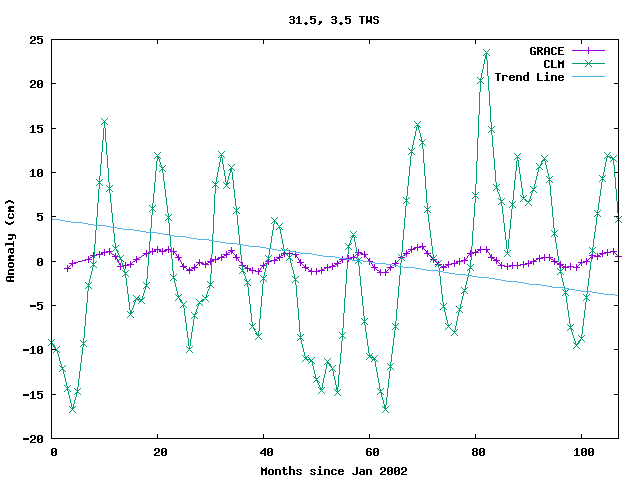 31.5, 3.5 TWS
GRACE
CLM
Trend Line
Anomaly (cm)
25
20
15
10
5
0
-5
-10
-15
-20
0 20 40 60 80 100
Months since Jan 2002